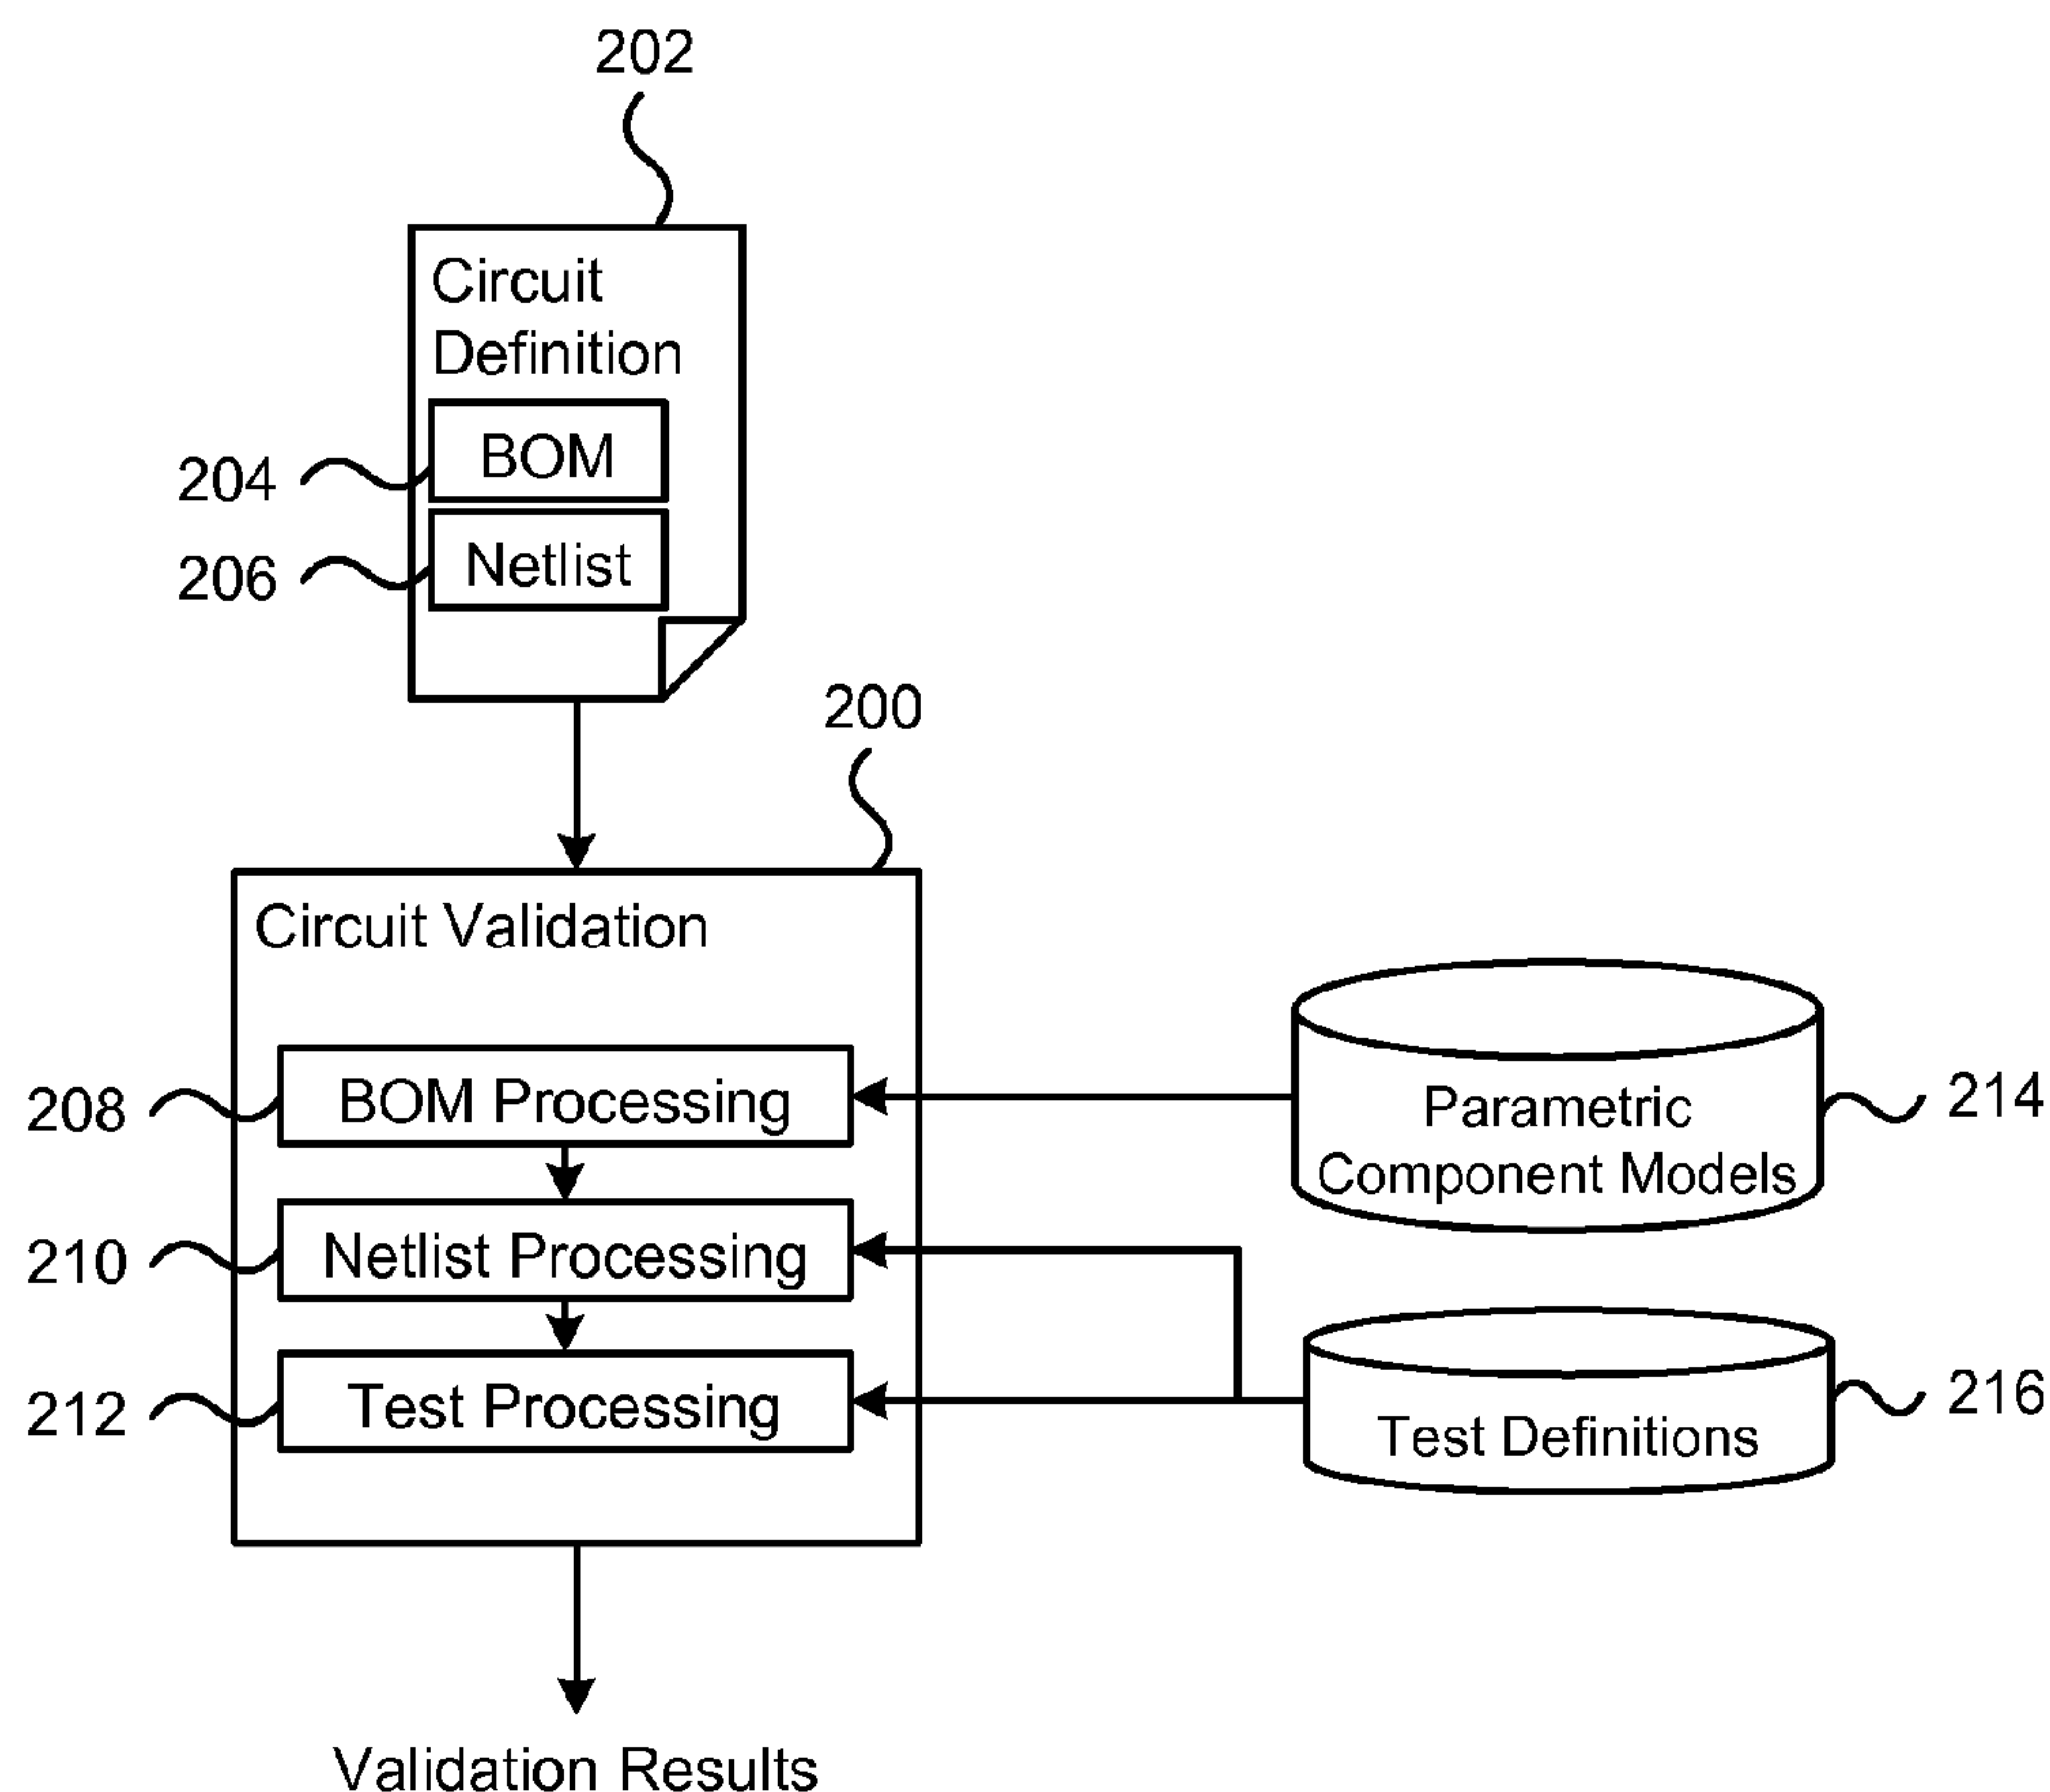 202
Circuit
Definition
BOM
204
Netlist
206
200
Circuit Validation
BOM Processing
208
Parametric
Component Models
214
Netlist Processing
210
Test Processing
212
Test Definitions
216
Validation Results